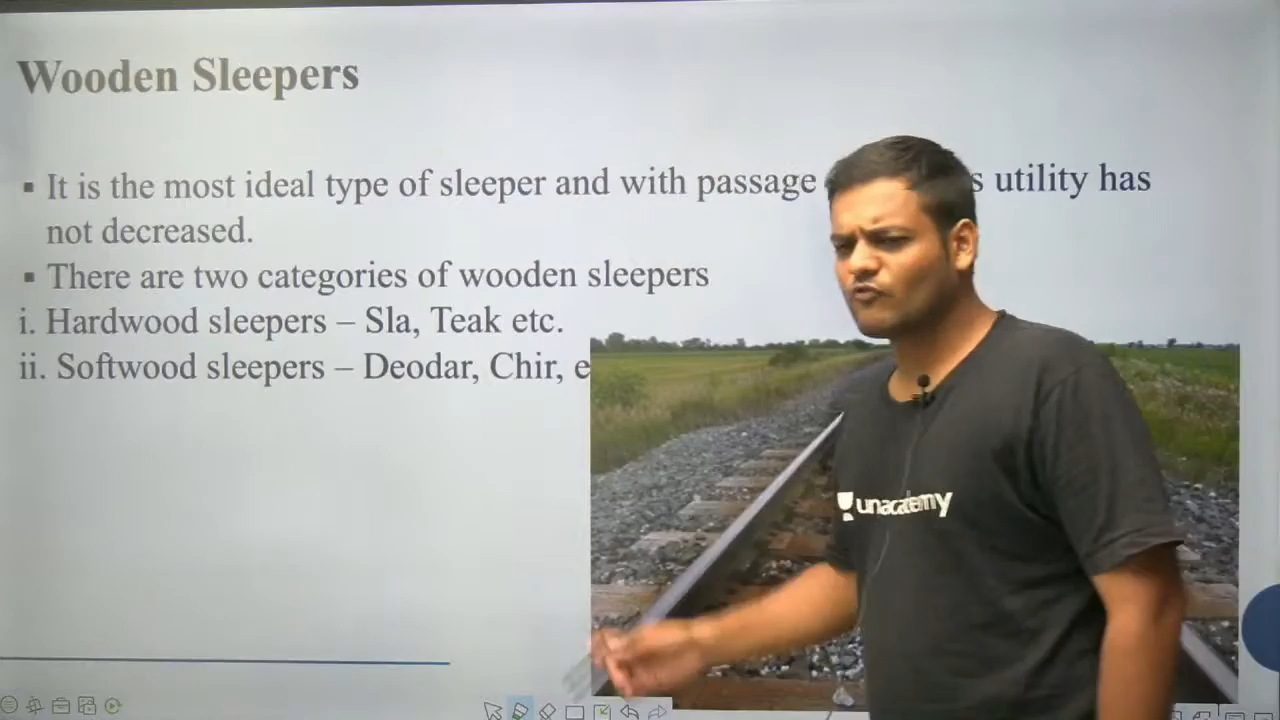 Wooden Sleepers
▪ It is the most ideal type of sleeper and with passage s utility has
not decreased.
▪ There are two categories of wooden sleepers
i. Hardwood sleepers – Sla, Teak etc.
ii. Softwood sleepers – Deodar, Chir, e
unacademy